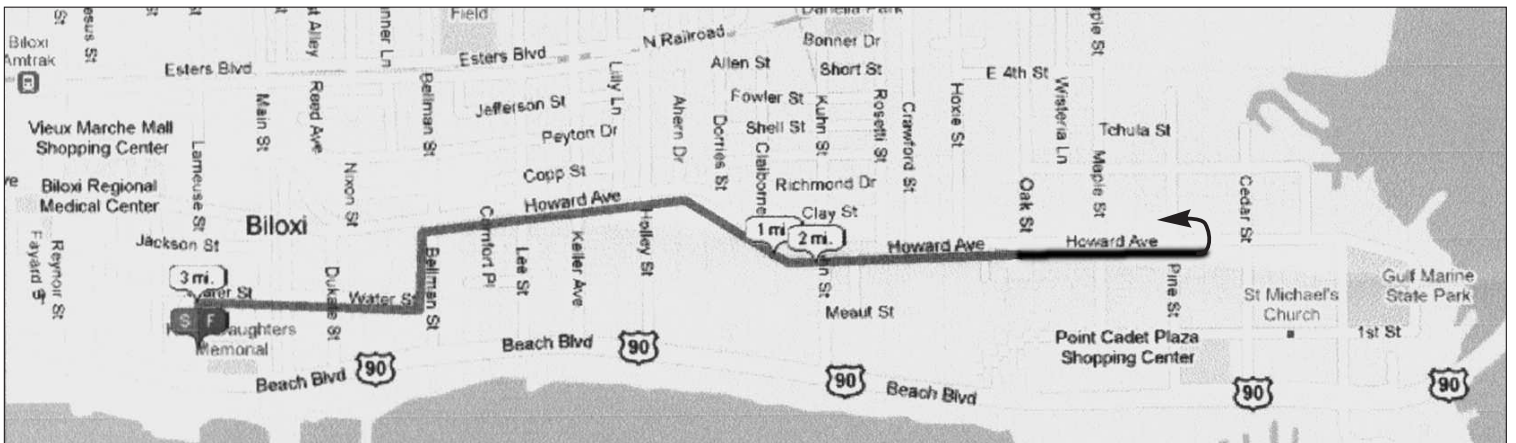 Field
Biloxi
Amtrak
Esters Blvd
Esters Blvd
N Railroad
Bonner Dr
Allen St
Short St
E 4th St
Main St
Reed Ave
Bellman St
Jefferson St
Lilly Ln
Ahern Dr
Fowler St
Kuhn St
Rosetti St
Crawford St
Hoxie St
Wisteria Ln
Vieux Marche Mall
Shopping Center
Peyton Dr
Dorries St
Shell St
Claiborne
Tchula St
Lameuse St
Nixon St
Copp St
Richmond Dr
Maple St
Biloxi Regional
Medical Center
Howard Ave
Clay St
Oak St
Cedar St
Biloxi
Jackson St
Fayard St
Reynoir St
Comfort Pl
Lee St
Keller Ave
Holley St
1 mi.
2 mi.
Howard Ave
Howard Ave
3 mi.
Water St
Bellman St
Pine St
Meaut St
S F
Memorial
Beach Blvd
90
Beach Blvd
90
90
Beach Blvd
St Michael's
Church
Gulf Marine
State Park
1st St
Point Cadet Plaza
Shopping Center
90
90